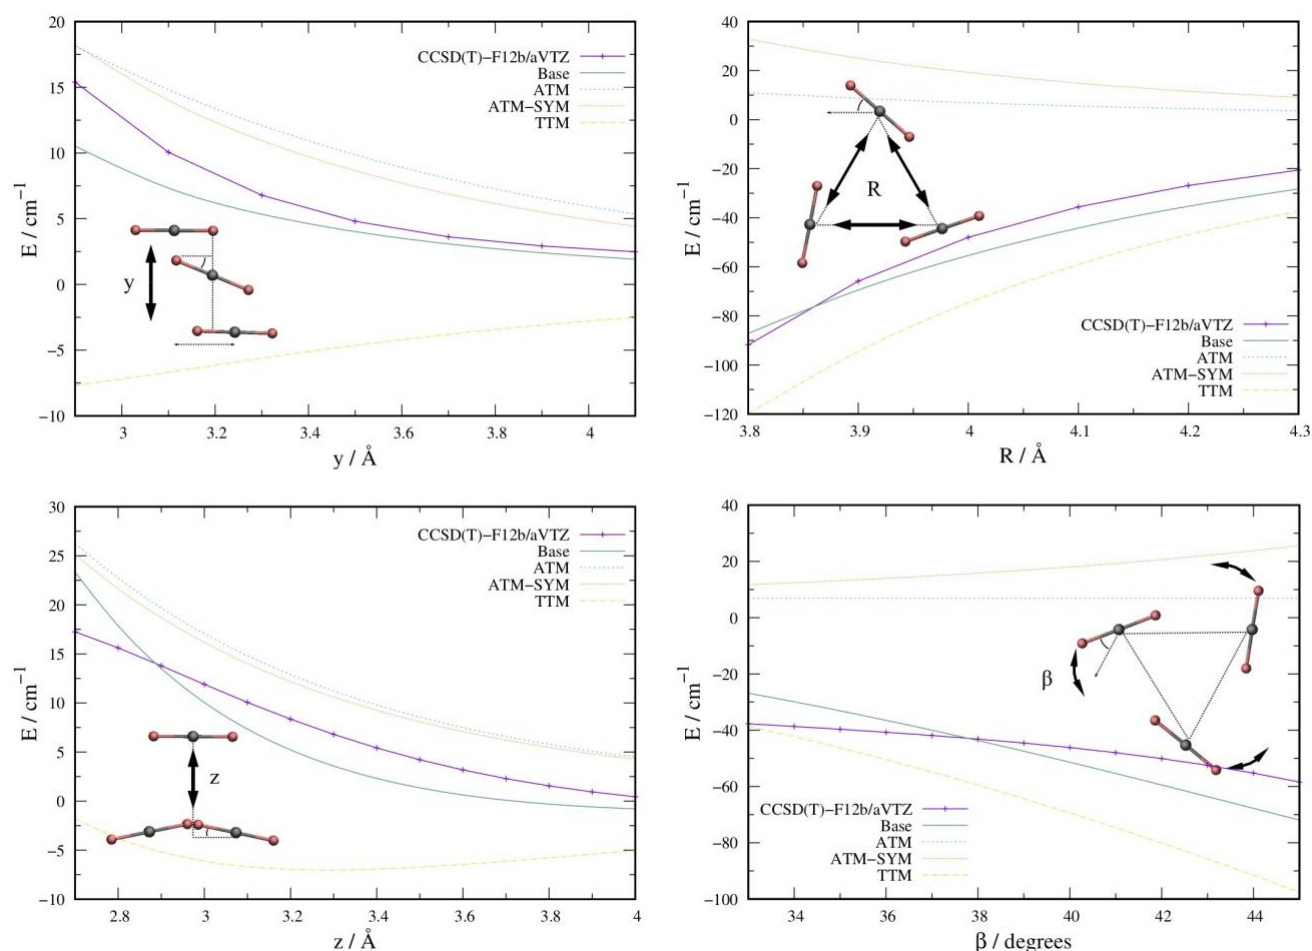 20
15
10
5
0
−5
−10
E / cm−1
CCSD(T)−F12b/aVTZ
Base
ATM
ATM−SYM
TTM
y
3
3.2
3.4
3.6
3.8
4
y / Å
40
20
0
−20
−40
−60
−80
−100
−120
E / cm−1
R
CCSD(T)−F12b/aVTZ
Base
ATM
ATM−SYM
TTM
3.8
3.9
4
4.1
4.2
4.3
R / Å
30
25
20
15
10
5
0
−5
−10
E / cm−1
CCSD(T)−F12b/aVTZ
Base
ATM
ATM−SYM
TTM
z
2.8
3
3.2
3.4
3.6
3.8
4
z / Å
40
20
0
−20
−40
−60
−80
−100
E / cm−1
β
CCSD(T)−F12b/aVTZ
Base
ATM
ATM−SYM
TTM
34
36
38
40
42
44
β / degrees